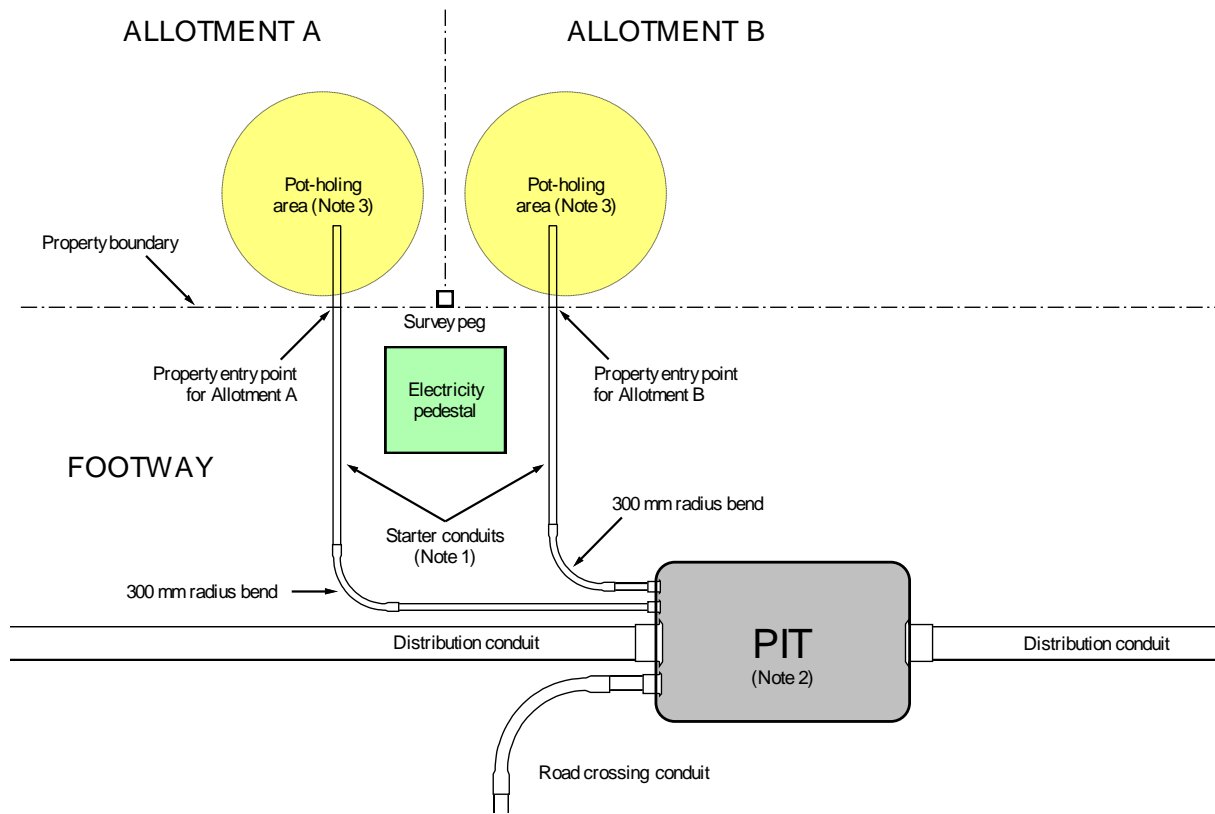 ALLOTMENT A
ALLOTMENT B
Pot-holing
area (Note 3)
Pot-holing
area (Note 3)
Property boundary
Survey peg
Property entry point
for Allotment A
Electricity
pedestal
Property entry point
for Allotment B
FOOTWAY
300 mm radius bend
Starter conduits
(Note 1)
300 mm radius bend
Distribution conduit
PIT
(Note 2)
Distribution conduit
Road crossing conduit